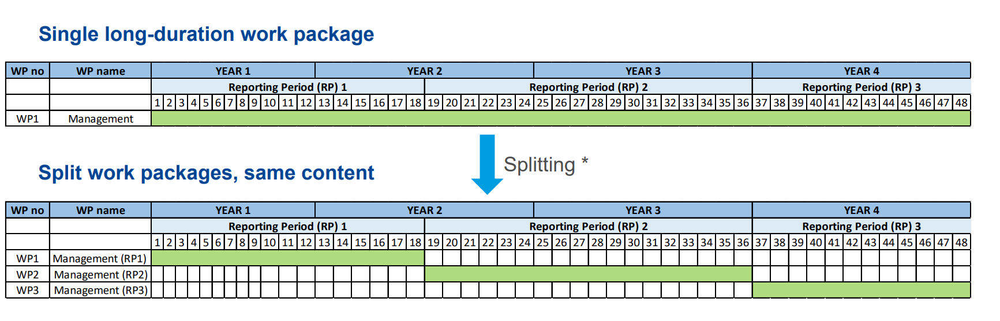 Single long-duration work package
WP no WP name YEAR 1 YEAR 2 YEAR 3 YEAR 4
Reporting Period (RP) 1 Reporting Period (RP) 2 Reporting Period (RP) 3
1 2 3 4 5 6 7 8 9 10 11 12 13 14 15 16 17 18 19 20 21 22 23 24 25 26 27 28 29 30 31 32 33 34 35 36 37 38 39 40 41 42 43 44 45 46 47 48
WP1 Management
Splitting *
Split work packages, same content
WP no WP name YEAR 1 YEAR 2 YEAR 3 YEAR 4
Reporting Period (RP) 1 Reporting Period (RP) 2 Reporting Period (RP) 3
1 2 3 4 5 6 7 8 9 10 11 12 13 14 15 16 17 18 19 20 21 22 23 24 25 26 27 28 29 30 31 32 33 34 35 36 37 38 39 40 41 42 43 44 45 46 47 48
WP1 Management (RP1)
WP2 Management (RP2)
WP3 Management (RP3)